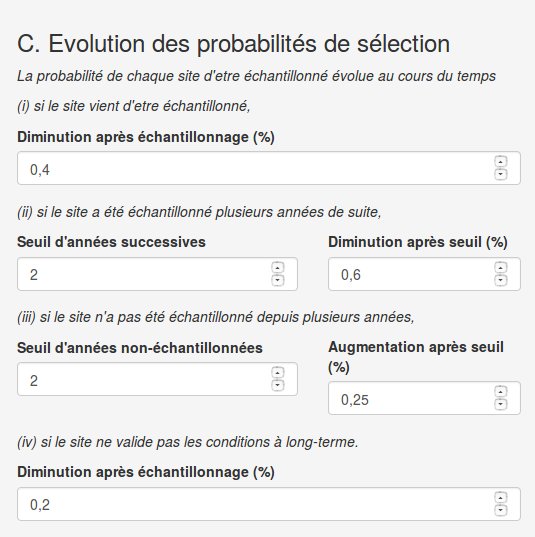 C. Evolution des probabilités de sélection
La probabilité de chaque site d'etre échantillonné évolue au cours du temps
(i) si le site vient d'etre échantillonné,
Diminution après échantillonnage (%)
0,4
(ii) si le site a été échantillonné plusieurs années de suite,
Seuil d'années successives
Diminution après seuil (%)
2
0,6
(iii) si le site n'a pas été échantillonné depuis plusieurs années,
Seuil d'années non-échantillonnées
Augmentation après seuil
(%)
2
0,25
(iv) si le site ne valide pas les conditions à long-terme.
Diminution après échantillonnage (%)
0,2